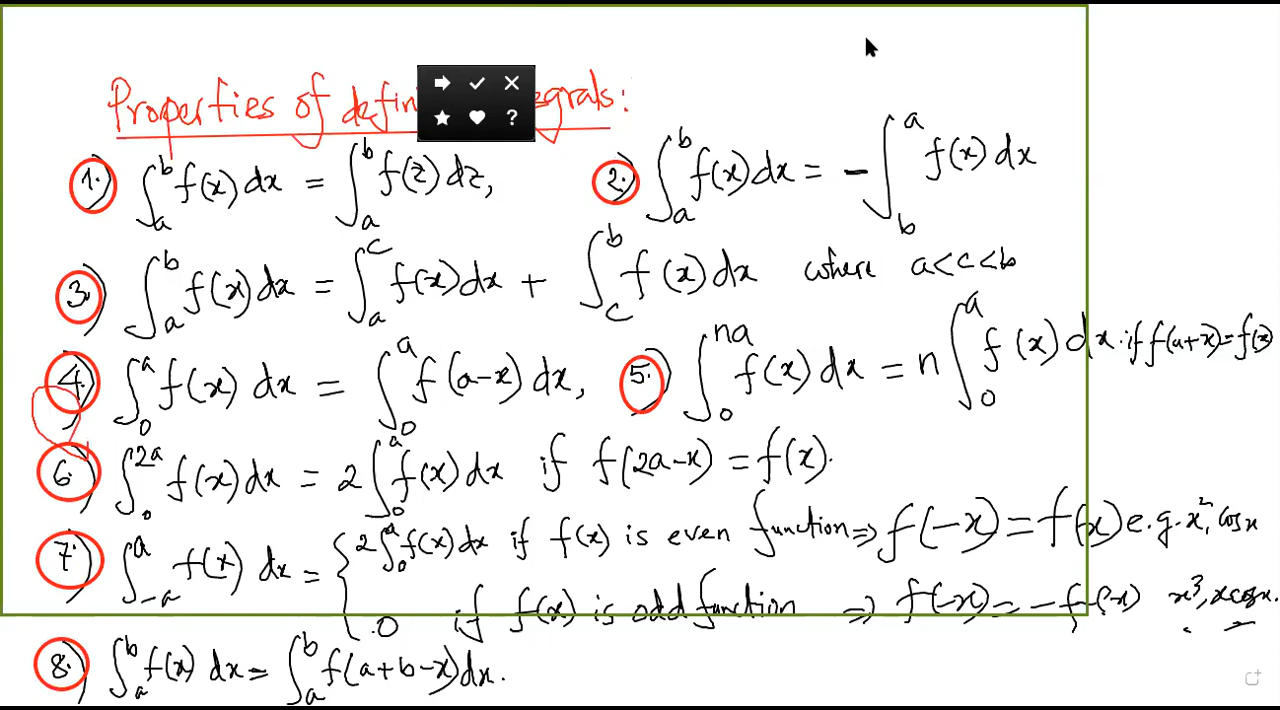 Properties of defini egrals:
1.) ∫_a^b f(x) dx = ∫_a^b f(z) dz, 2.) ∫_a^b f(x) dx = -∫_b^a f(x) dx
3.) ∫_a^b f(x) dx = ∫_a^c f(x) dx + ∫_c^b f(x) dx where a<c<b
4.) ∫_0^a f(x) dx = ∫_0^a f(a-x) dx, 5.) ∫_0^na f(x) dx = n ∫_0^a f(x) dx. if f(a+x)=f(x)
6.) ∫_0^2a f(x) dx = 2 ∫_0^a f(x) dx if f(2a-x) = f(x).
7.) ∫_-a^a f(x) dx = { 2 ∫_0^a f(x) dx if f(x) is even function ⇒ f(-x) = f(x) e.g. x², cos x
0 if f(x) is odd function ⇒ f(-x) = -f(x) x³, x cos x.
8.) ∫_a^b f(x) dx = ∫_a^b f(a+b-x) dx.